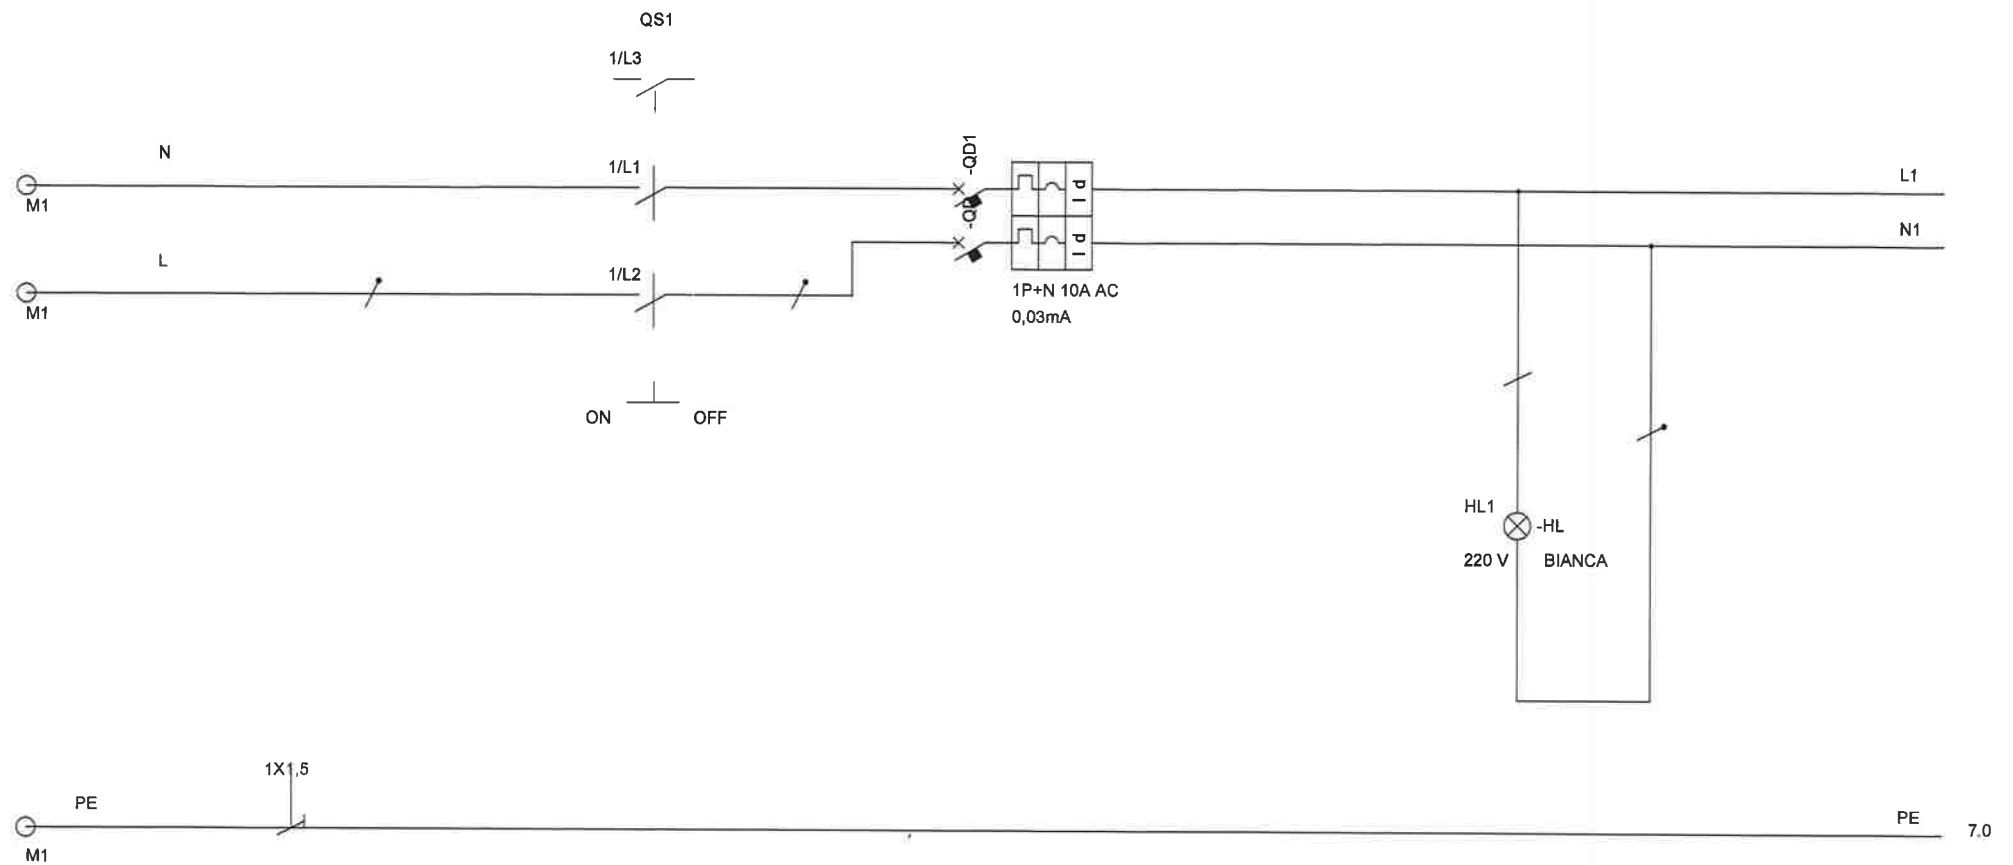 QS1
1/L3
N
1/L1
-QD1
L1
M1
-QD
N1
L
1/L2
1P+N 10A AC
M1
0,03mA
ON
OFF
HL1
-HL
220 V
BIANCA
1X1,5
PE
PE
7.0
M1